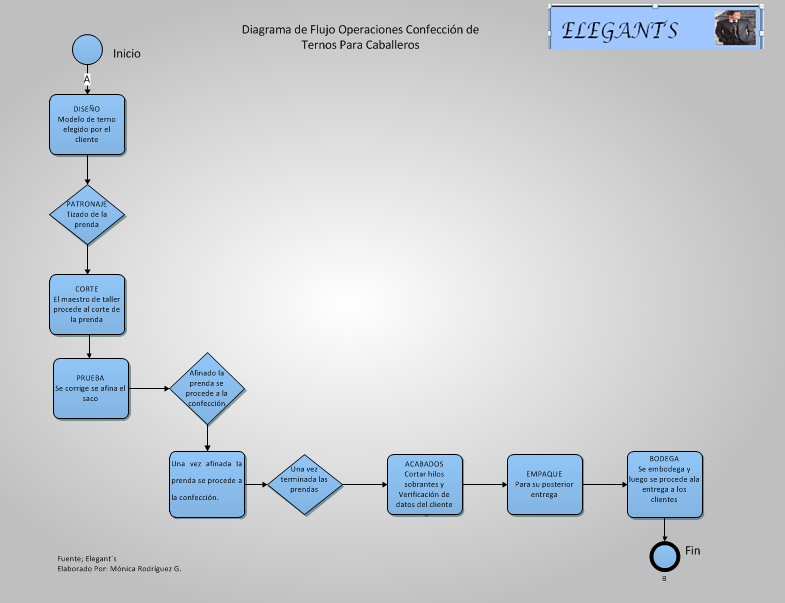 Diagrama de Flujo Operaciones Confección de
Ternos Para Caballeros
ELEGANT'S
Inicio
A
DISEÑO
Modelo de terno
elegido por el
cliente
PATRONAJE
Tizado de la
prenda
CORTE
El maestro de taller
procede al corte de
la prenda
PRUEBA
Se corrige se afina el
saco
Afinado la
prenda se
procede a la
confección
Una vez afinada la
prenda se procede a
la confección.
Una vez
terminada las
prendas
ACABADOS
Cortar hilos
sobrantes y
Verificación de
datos del cliente
EMPAQUE
Para su posterior
entrega
BODEGA
Se embodega y
luego se procede ala
entrega a los
clientes
Fin
B
Fuente; Elegant´s
Elaborado Por: Mónica Rodríguez G.